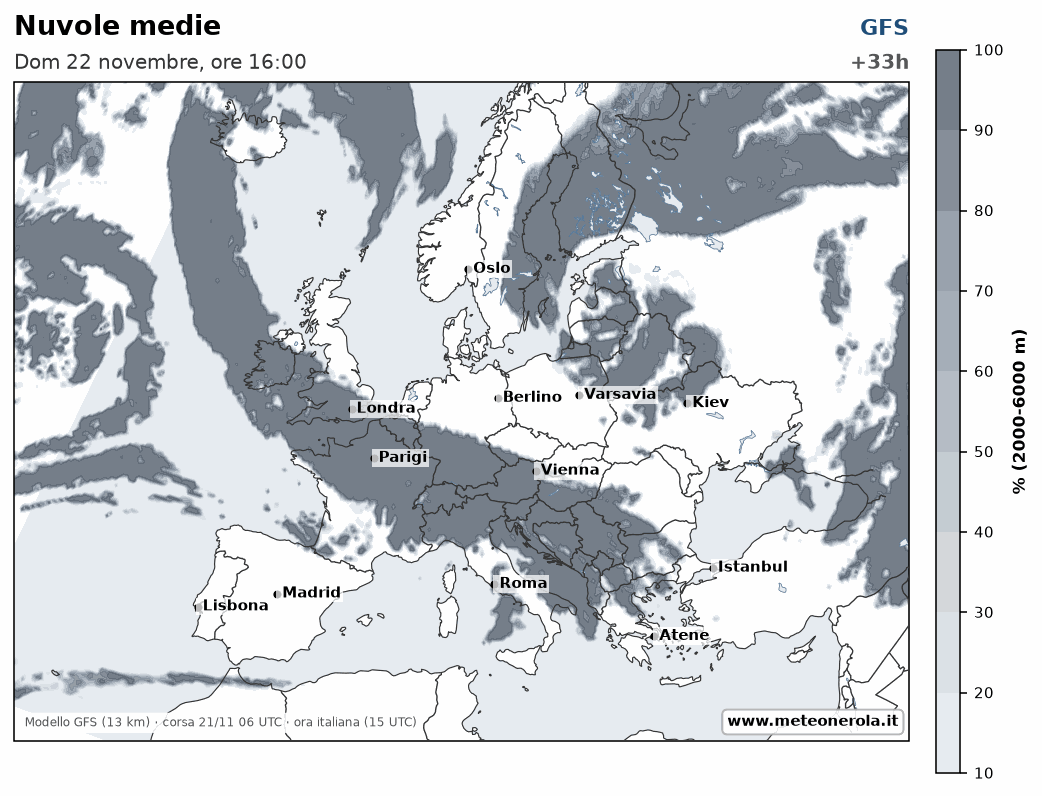 Nuvole medie
GFS
Dom 22 novembre, ore 16:00
+33h
100
90
80
70
60
50
40
30
20
10
% (2000-6000 m)
Oslo
Londra
Berlino
Varsavia
Kiev
Parigi
Vienna
Istanbul
Roma
Madrid
Lisbona
Atene
Modello GFS (13 km) · corsa 21/11 06 UTC · ora italiana (15 UTC)
www.meteonerola.it